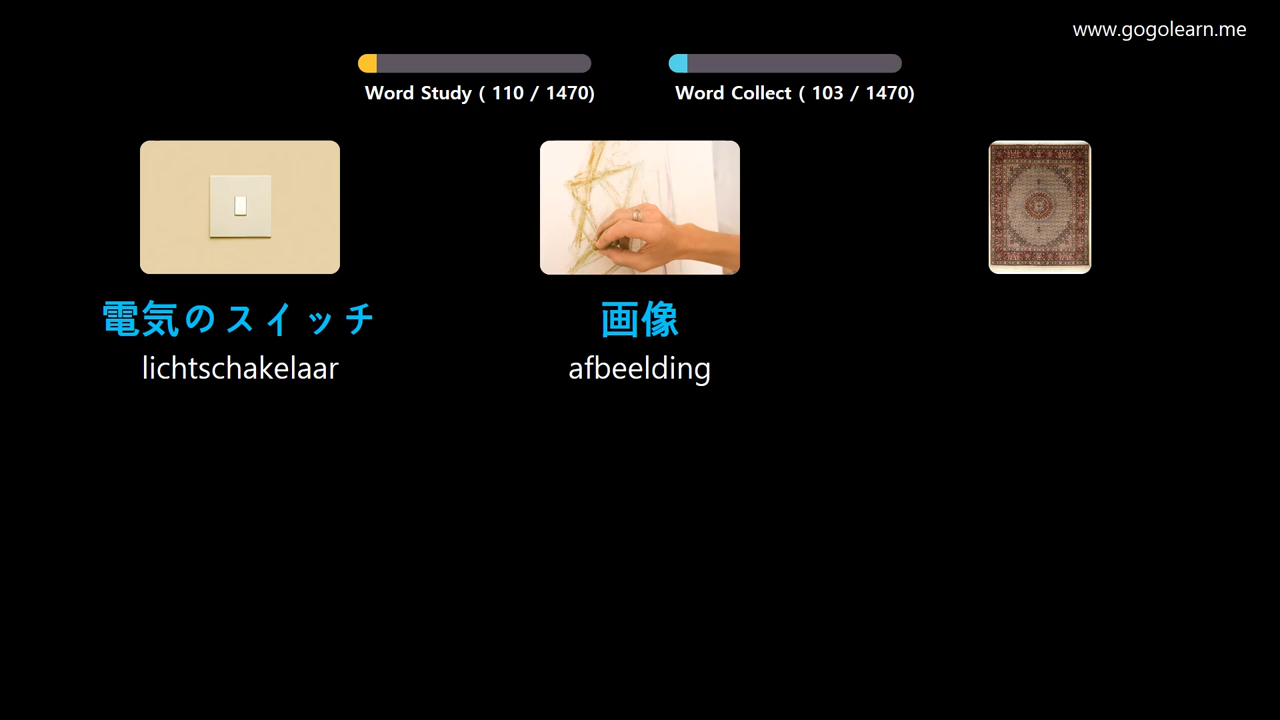 www.gogolearn.me
Word Study ( 110 / 1470)
Word Collect ( 103 / 1470)
電気のスイッチ
lichtschakelaar
画像
afbeelding